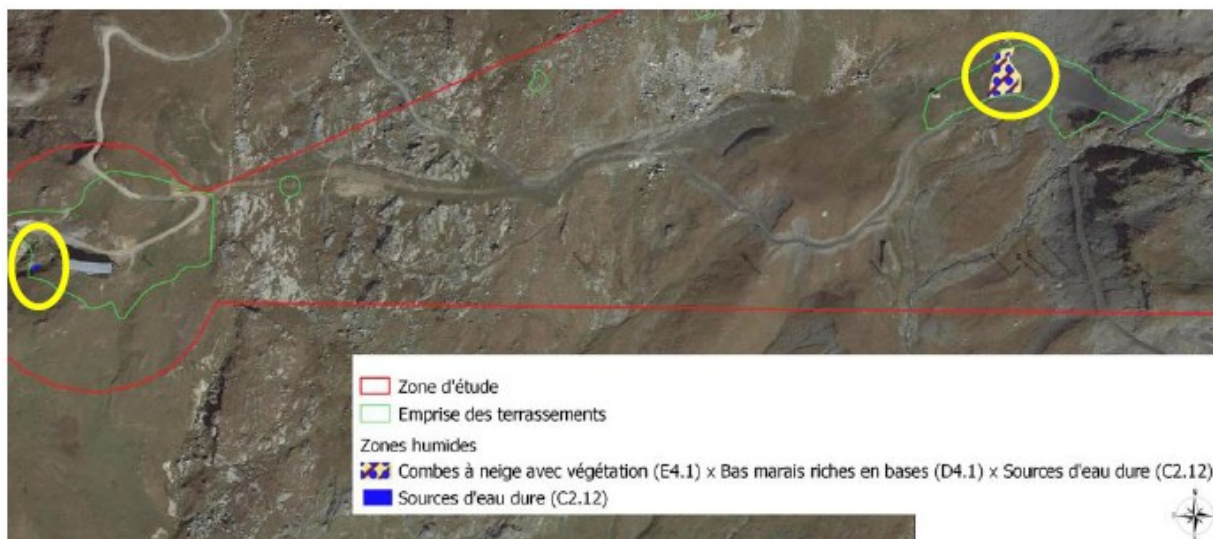 Zone d'étude
Emprise des terrassements
Zones humides
Combes à neige avec végétation (E4.1) x Bas marais riches en bases (D4.1) x Sources d'eau dure (C2.12)
Sources d'eau dure (C2.12)